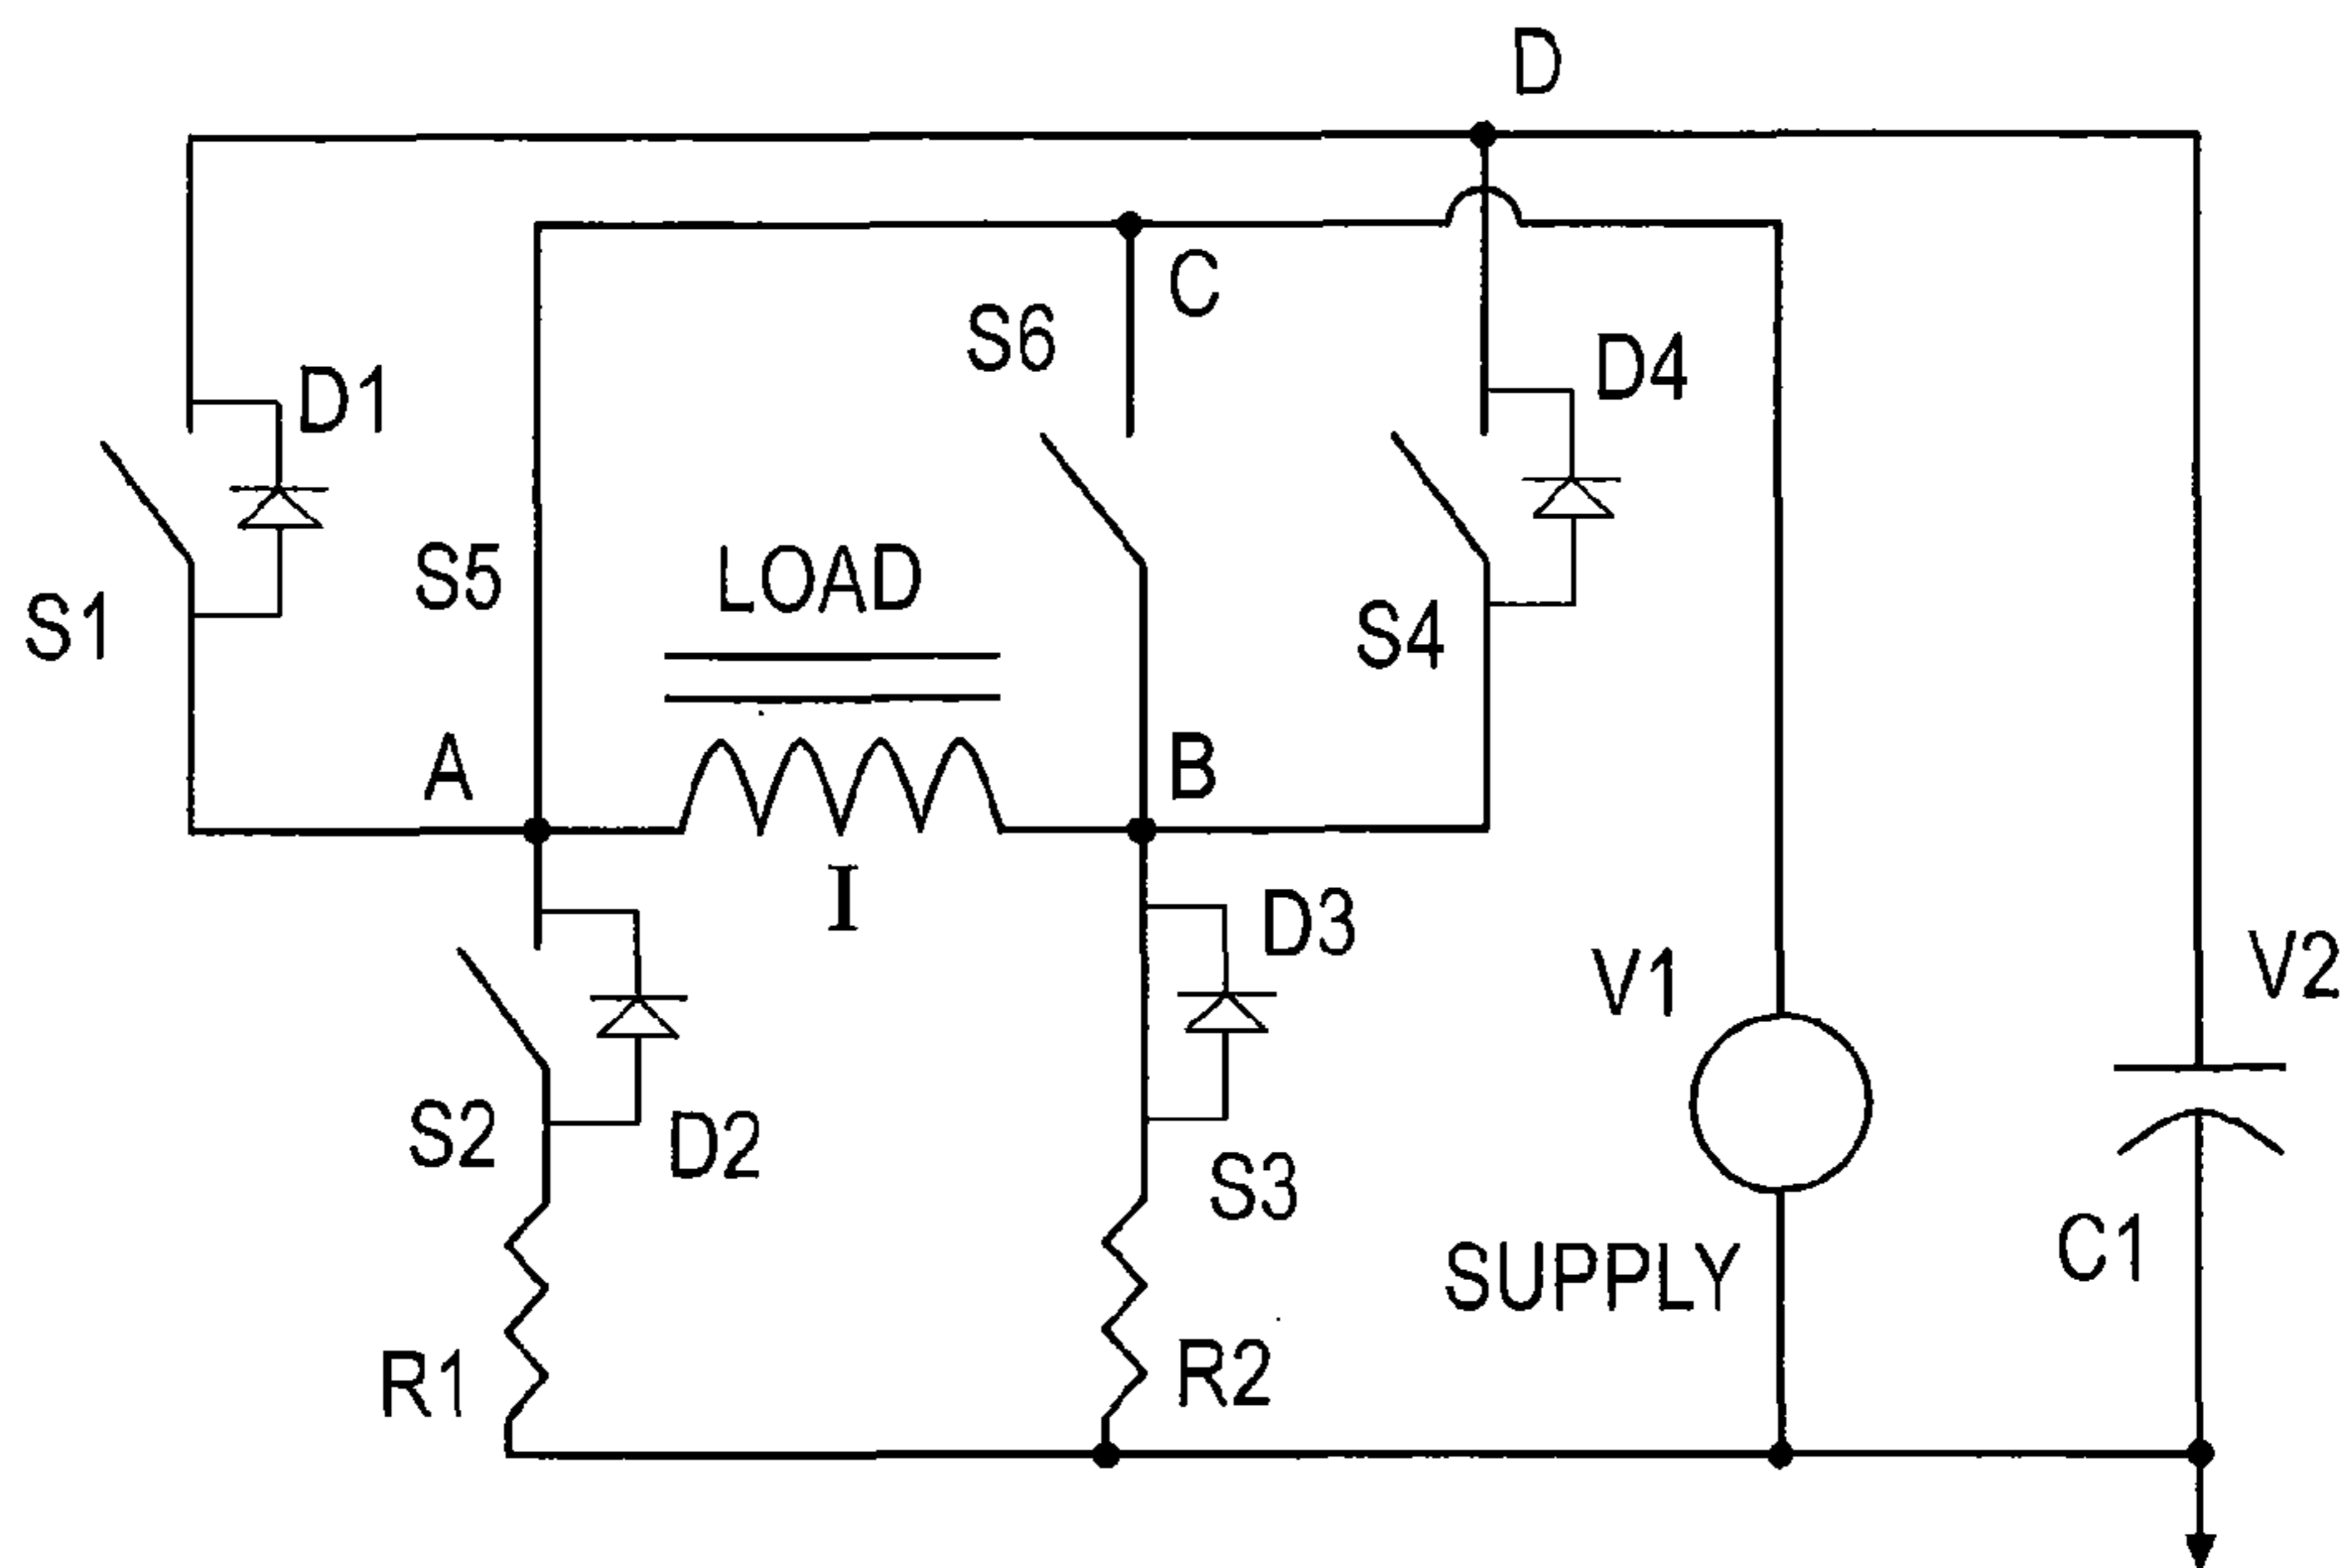 D
C
S6
D4
D1
S5
LOAD
S1
S4
A
B
I
D3
V1
V2
S2
D2
S3
C1
SUPPLY
R1
R2